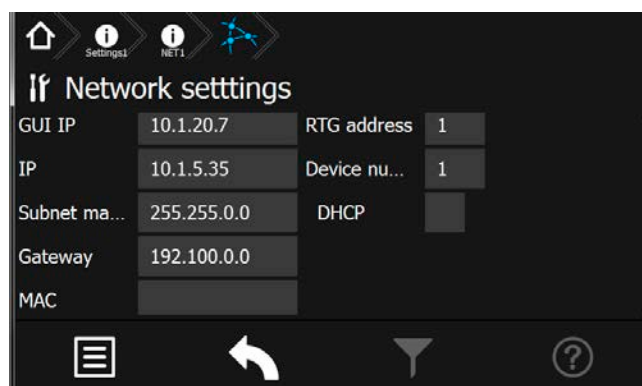 Settings1 NET1
Network setttings
GUI IP 10.1.20.7 RTG address 1
IP 10.1.5.35 Device nu... 1
Subnet ma... 255.255.0.0 DHCP
Gateway 192.100.0.0
MAC
?